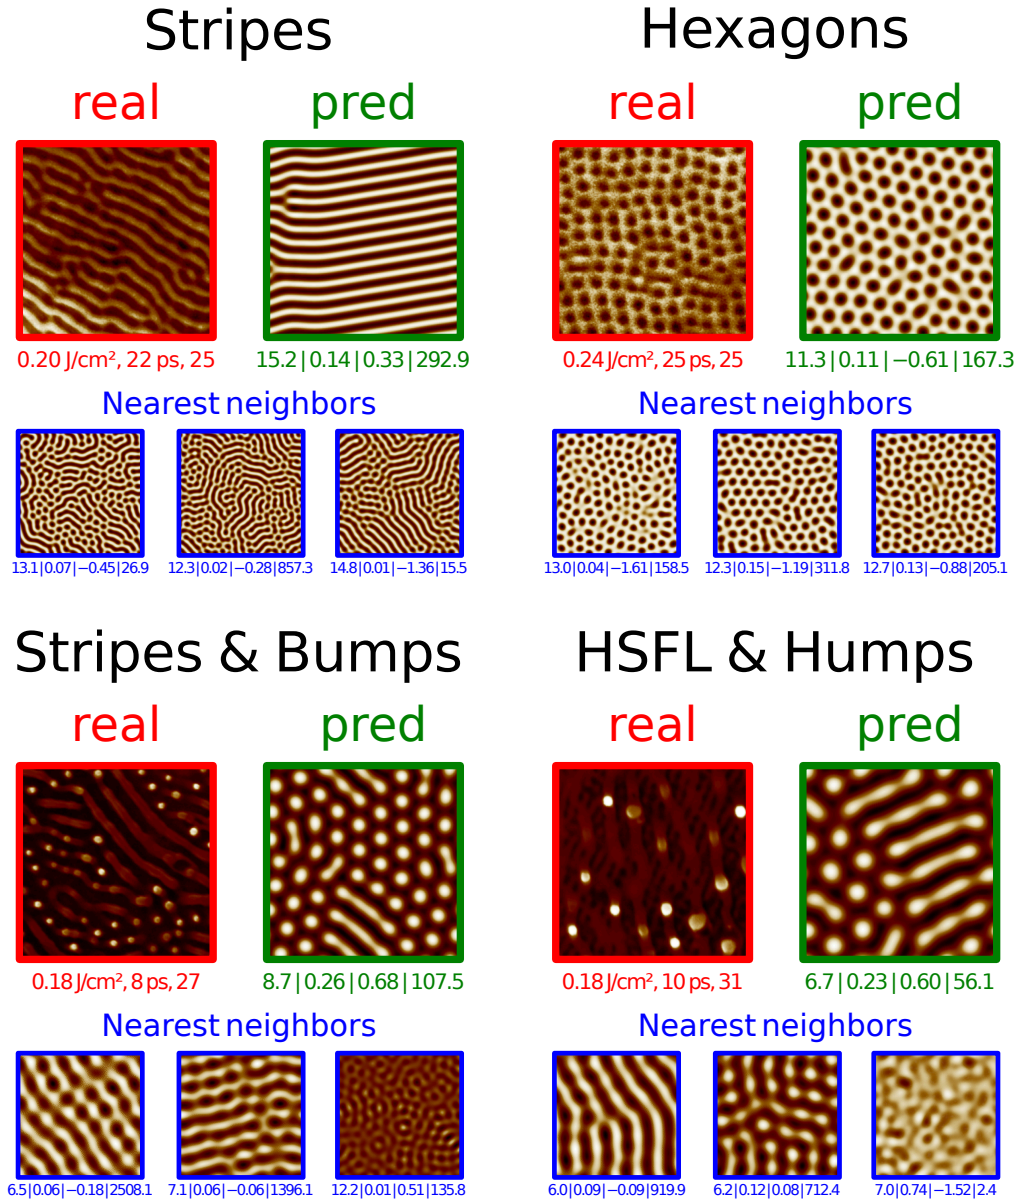 Stripes
real
pred
0.20 J/cm², 22 ps, 25
15.2 | 0.14 | 0.33 | 292.9
Nearest neighbors
13.1|0.07|−0.45|26.9
12.3|0.02|−0.28|857.3
14.8|0.01|−1.36|15.5
Hexagons
real
pred
0.24 J/cm², 25 ps, 25
11.3 | 0.11 | −0.61 | 167.3
Nearest neighbors
13.0|0.04|−1.61|158.5
12.3|0.15|−1.19|311.8
12.7|0.13|−0.88|205.1
Stripes & Bumps
real
pred
0.18 J/cm², 8 ps, 27
8.7 | 0.26 | 0.68 | 107.5
Nearest neighbors
6.5|0.06|−0.18|2508.1
7.1|0.06|−0.06|1396.1
12.2|0.01|0.51|135.8
HSFL & Humps
real
pred
0.18 J/cm², 10 ps, 31
6.7 | 0.23 | 0.60 | 56.1
Nearest neighbors
6.0|0.09|−0.09|919.9
6.2|0.12|0.08|712.4
7.0|0.74|−1.52|2.4